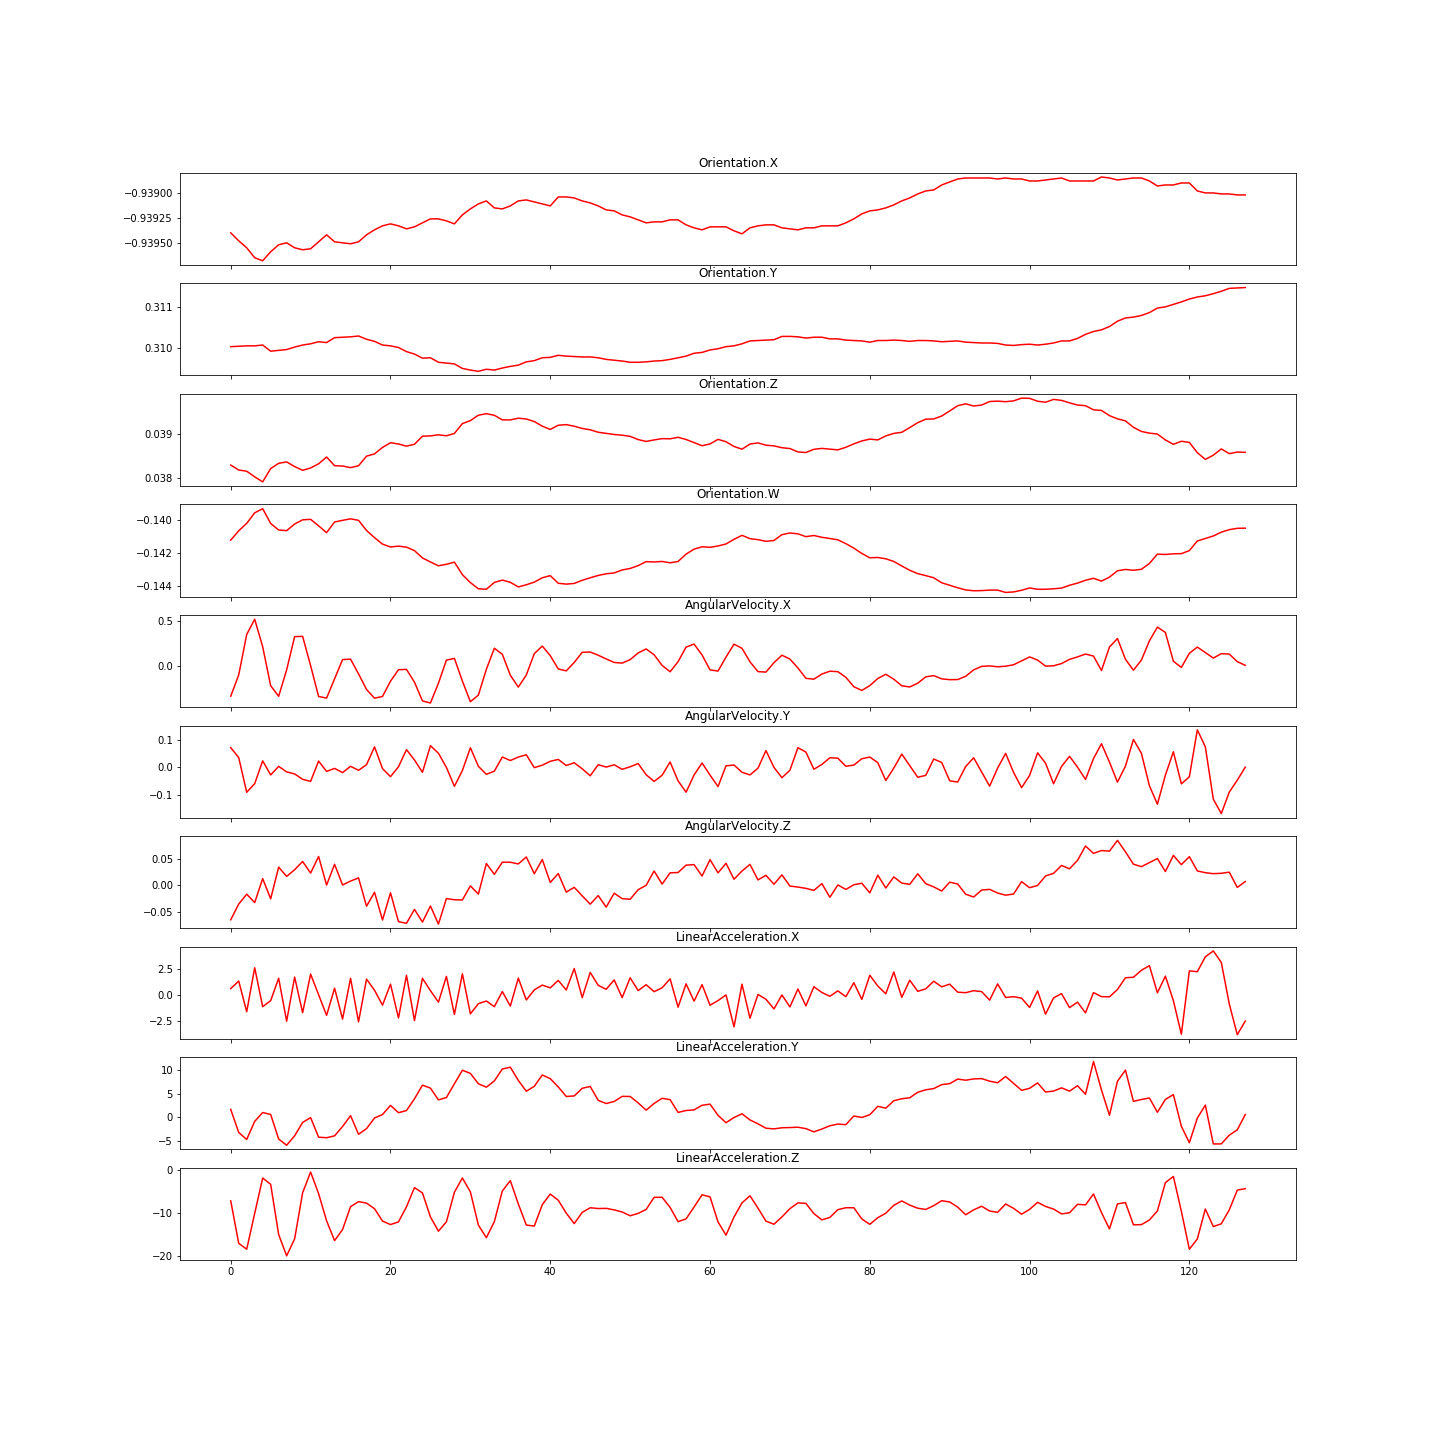 Orientation.X
−0.93900
−0.93925
−0.93950
Orientation.Y
0.311
0.310
Orientation.Z
0.039
0.038
Orientation.W
−0.140
−0.142
−0.144
AngularVelocity.X
0.5
0.0
AngularVelocity.Y
0.1
0.0
−0.1
AngularVelocity.Z
0.05
0.00
−0.05
LinearAcceleration.X
2.5
0.0
−2.5
LinearAcceleration.Y
10
5
0
−5
LinearAcceleration.Z
0
−10
−20
0 20 40 60 80 100 120